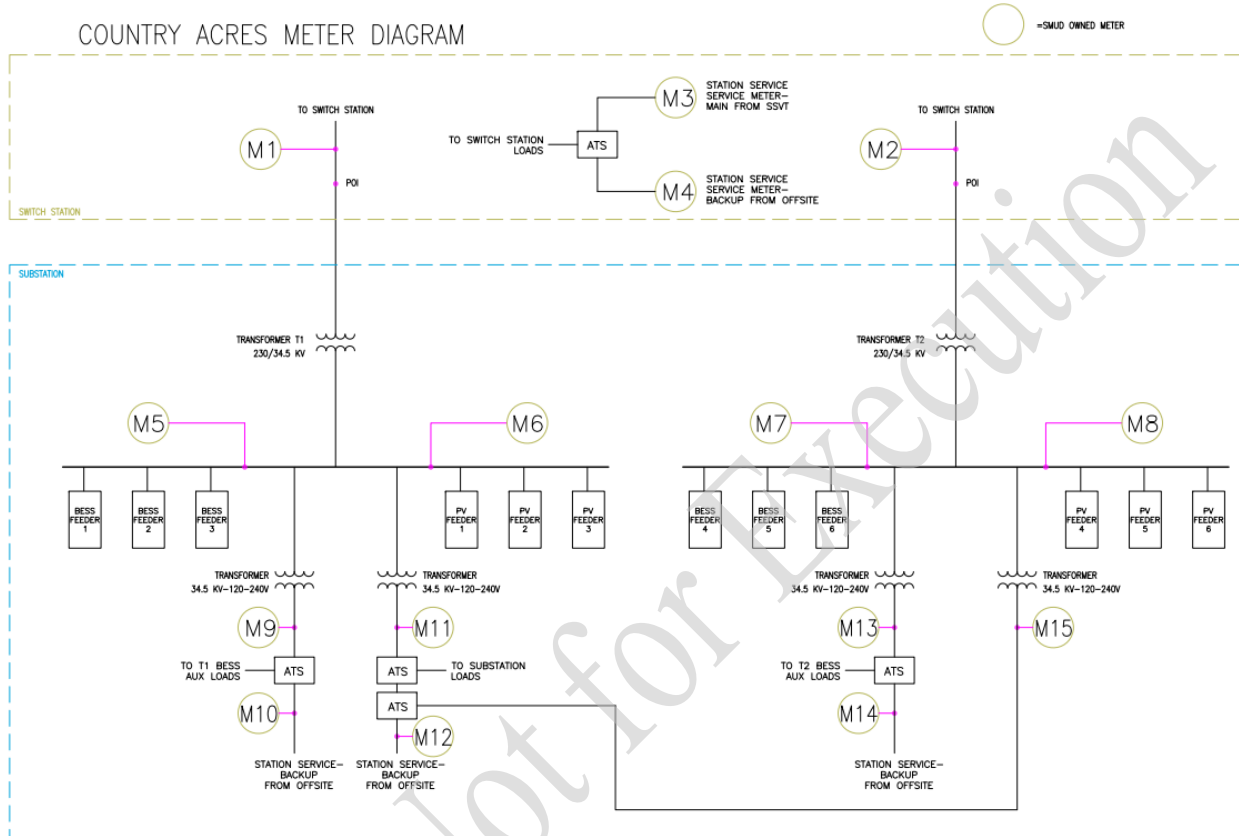 COUNTRY ACRES METER DIAGRAM
=SMUD OWNED METER
TO SWITCH STATION
M1
POI
TO SWITCH STATION
LOADS
ATS
M3
STATION SERVICE
SERVICE METER-
MAIN FROM SSVT
M4
STATION SERVICE
SERVICE METER-
BACKUP FROM OFFSITE
TO SWITCH STATION
M2
POI
SWITCH STATION
SUBSTATION
TRANSFORMER T1
230/34.5 KV
TRANSFORMER T2
230/34.5 KV
M5
M6
M7
M8
BESS
FEEDER
1
BESS
FEEDER
2
BESS
FEEDER
3
PV
FEEDER
1
PV
FEEDER
2
PV
FEEDER
3
BESS
FEEDER
4
BESS
FEEDER
5
BESS
FEEDER
6
PV
FEEDER
4
PV
FEEDER
5
PV
FEEDER
6
TRANSFORMER
34.5 KV-120-240V
TRANSFORMER
34.5 KV-120-240V
TRANSFORMER
34.5 KV-120-240V
TRANSFORMER
34.5 KV-120-240V
M9
M11
M13
M15
TO T1 BESS
AUX LOADS
ATS
ATS
TO SUBSTATION
LOADS
TO T2 BESS
AUX LOADS
ATS
M10
ATS
M12
M14
STATION SERVICE-
BACKUP
FROM OFFSITE
STATION SERVICE-
BACKUP
FROM OFFSITE
STATION SERVICE-
BACKUP
FROM OFFSITE
Not for Execution